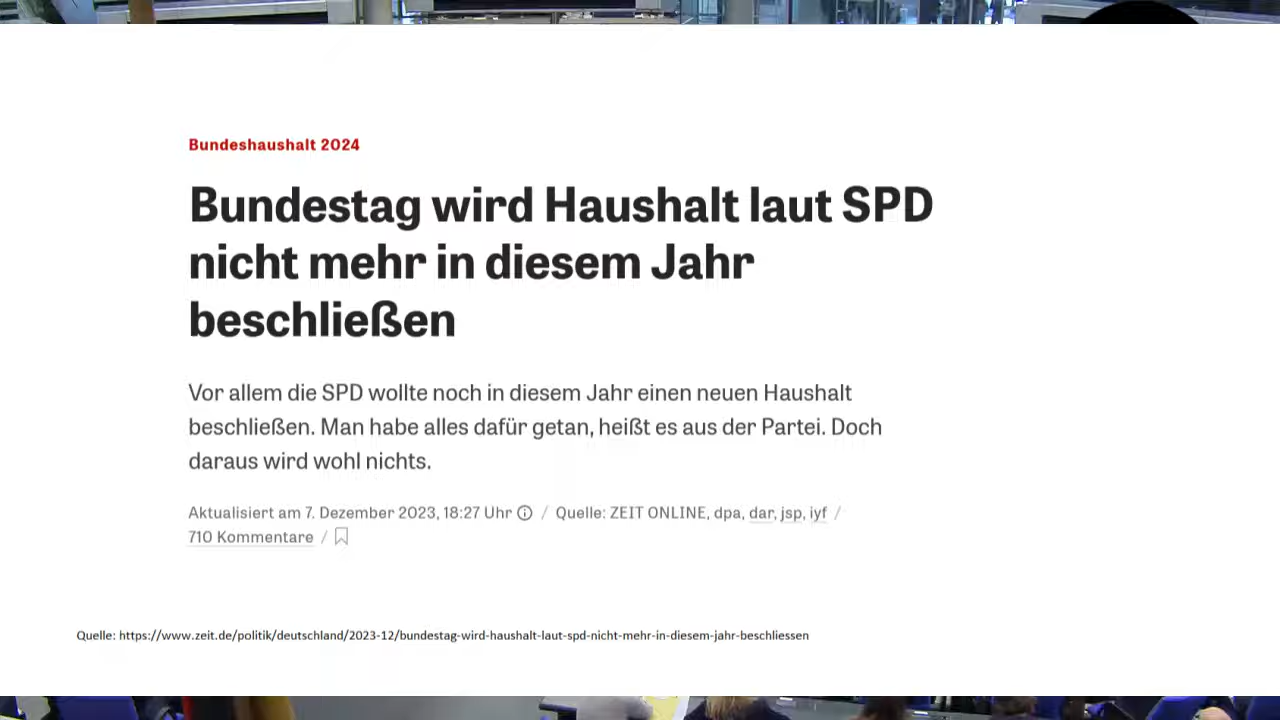 Bundeshaushalt 2024
Bundestag wird Haushalt laut SPD
nicht mehr in diesem Jahr
beschließen
Vor allem die SPD wollte noch in diesem Jahr einen neuen Haushalt
beschließen. Man habe alles dafür getan, heißt es aus der Partei. Doch
daraus wird wohl nichts.
Aktualisiert am 7. Dezember 2023, 18:27 Uhr / Quelle: ZEIT ONLINE, dpa, dar, jsp, iyf /
710 Kommentare /
Quelle: https://www.zeit.de/politik/deutschland/2023-12/bundestag-wird-haushalt-laut-spd-nicht-mehr-in-diesem-jahr-beschliessen